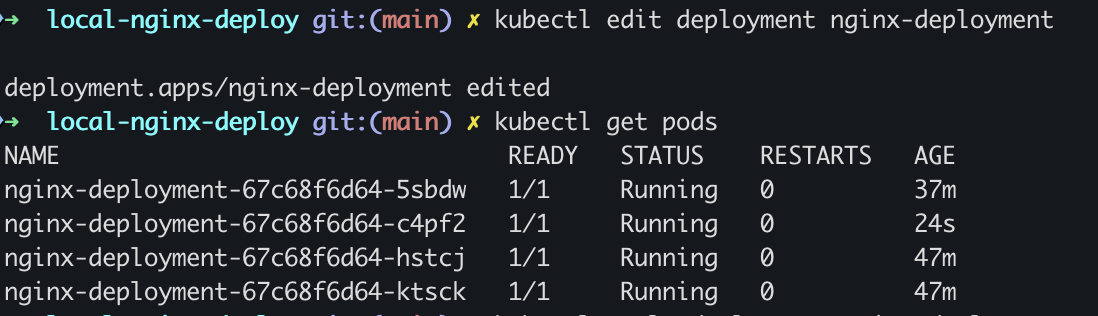 ➜ local-nginx-deploy git:(main) ✗ kubectl edit deployment nginx-deployment
deployment.apps/nginx-deployment edited
➜ local-nginx-deploy git:(main) ✗ kubectl get pods
NAME READY STATUS RESTARTS AGE
nginx-deployment-67c68f6d64-5sbdw 1/1 Running 0 37m
nginx-deployment-67c68f6d64-c4pf2 1/1 Running 0 24s
nginx-deployment-67c68f6d64-hstcj 1/1 Running 0 47m
nginx-deployment-67c68f6d64-ktsck 1/1 Running 0 47m